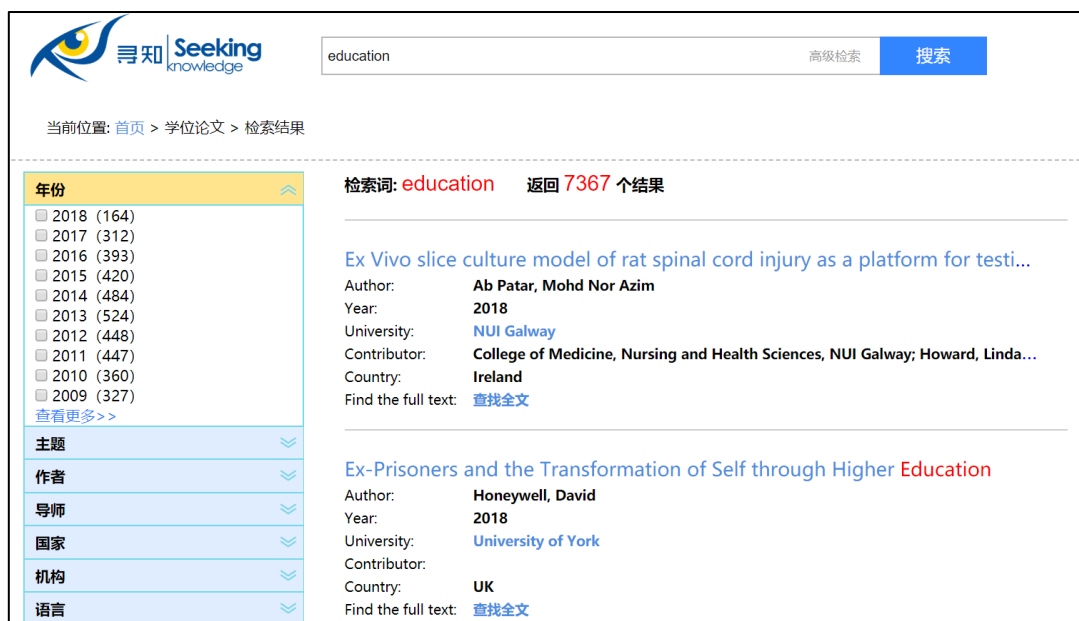 寻知 Seeking
knowledge
education 高级检索 搜索
当前位置: 首页 > 学位论文 > 检索结果
年份
2018 (164)
2017 (312)
2016 (393)
2015 (420)
2014 (484)
2013 (524)
2012 (448)
2011 (447)
2010 (360)
2009 (327)
查看更多>>
主题
作者
导师
国家
机构
语言
检索词: education 返回 7367 个结果
Ex Vivo slice culture model of rat spinal cord injury as a platform for testi...
Author: Ab Patar, Mohd Nor Azim
Year: 2018
University: NUI Galway
Contributor: College of Medicine, Nursing and Health Sciences, NUI Galway; Howard, Linda...
Country: Ireland
Find the full text: 查找全文
Ex-Prisoners and the Transformation of Self through Higher Education
Author: Honeywell, David
Year: 2018
University: University of York
Contributor:
Country: UK
Find the full text: 查找全文